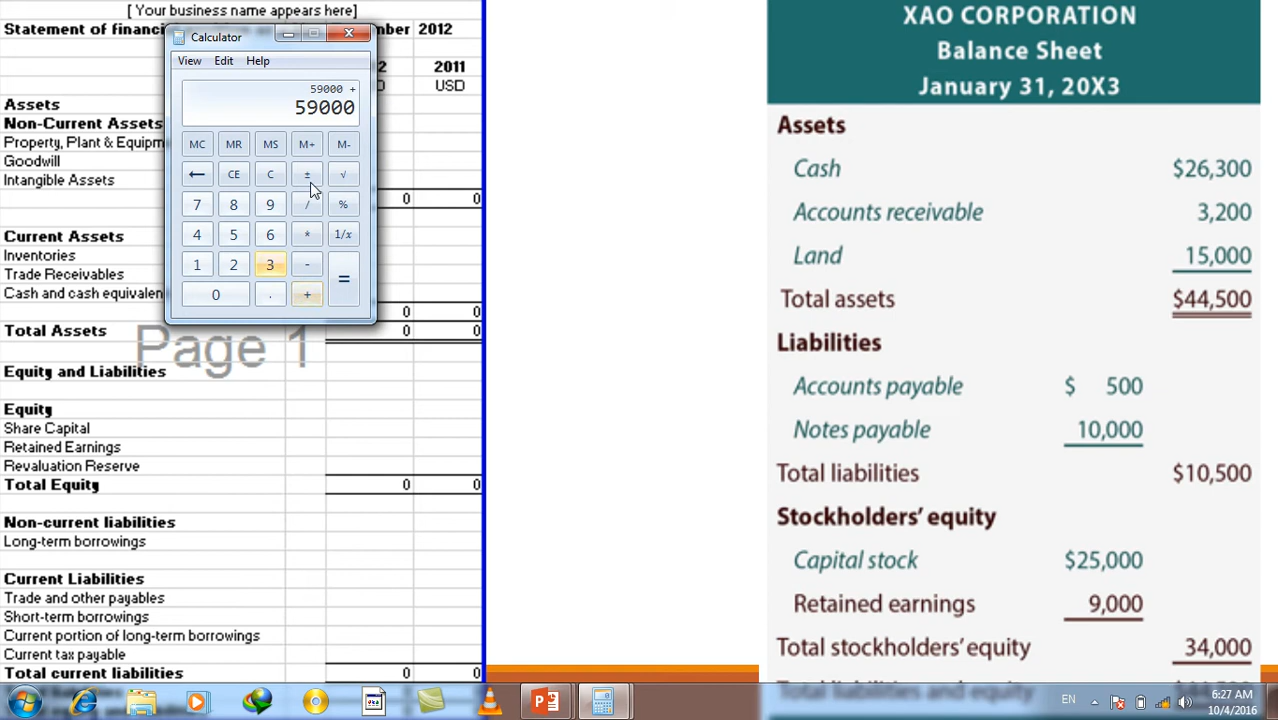 [ Your business name appears here]
Statement of financi
mber 2012
2 2011
D USD
Assets
Non-Current Assets
Property, Plant & Equipm
Goodwill
Intangible Assets
0 0
Current Assets
Inventories
Trade Receivables
Cash and cash equivalen
0 0
Total Assets 0 0
Page 1
Equity and Liabilities
Equity
Share Capital
Retained Earnings
Revaluation Reserve
Total Equity 0 0
Non-current liabilities
Long-term borrowings
Current Liabilities
Trade and other payables
Short-term borrowings
Current portion of long-term borrowings
Current tax payable
Total current liabilities 0 0
Calculator
View Edit Help
59000 +
59000
MC MR MS M+ M-
← CE C ± √
7 8 9 / %
4 5 6 * 1/x
1 2 3 - =
0 . +
XAO CORPORATION
Balance Sheet
January 31, 20X3
Assets
Cash $26,300
Accounts receivable 3,200
Land 15,000
Total assets $44,500
Liabilities
Accounts payable $ 500
Notes payable 10,000
Total liabilities $10,500
Stockholders’ equity
Capital stock $25,000
Retained earnings 9,000
Total stockholders’ equity 34,000
EN
6:27 AM
10/4/2016